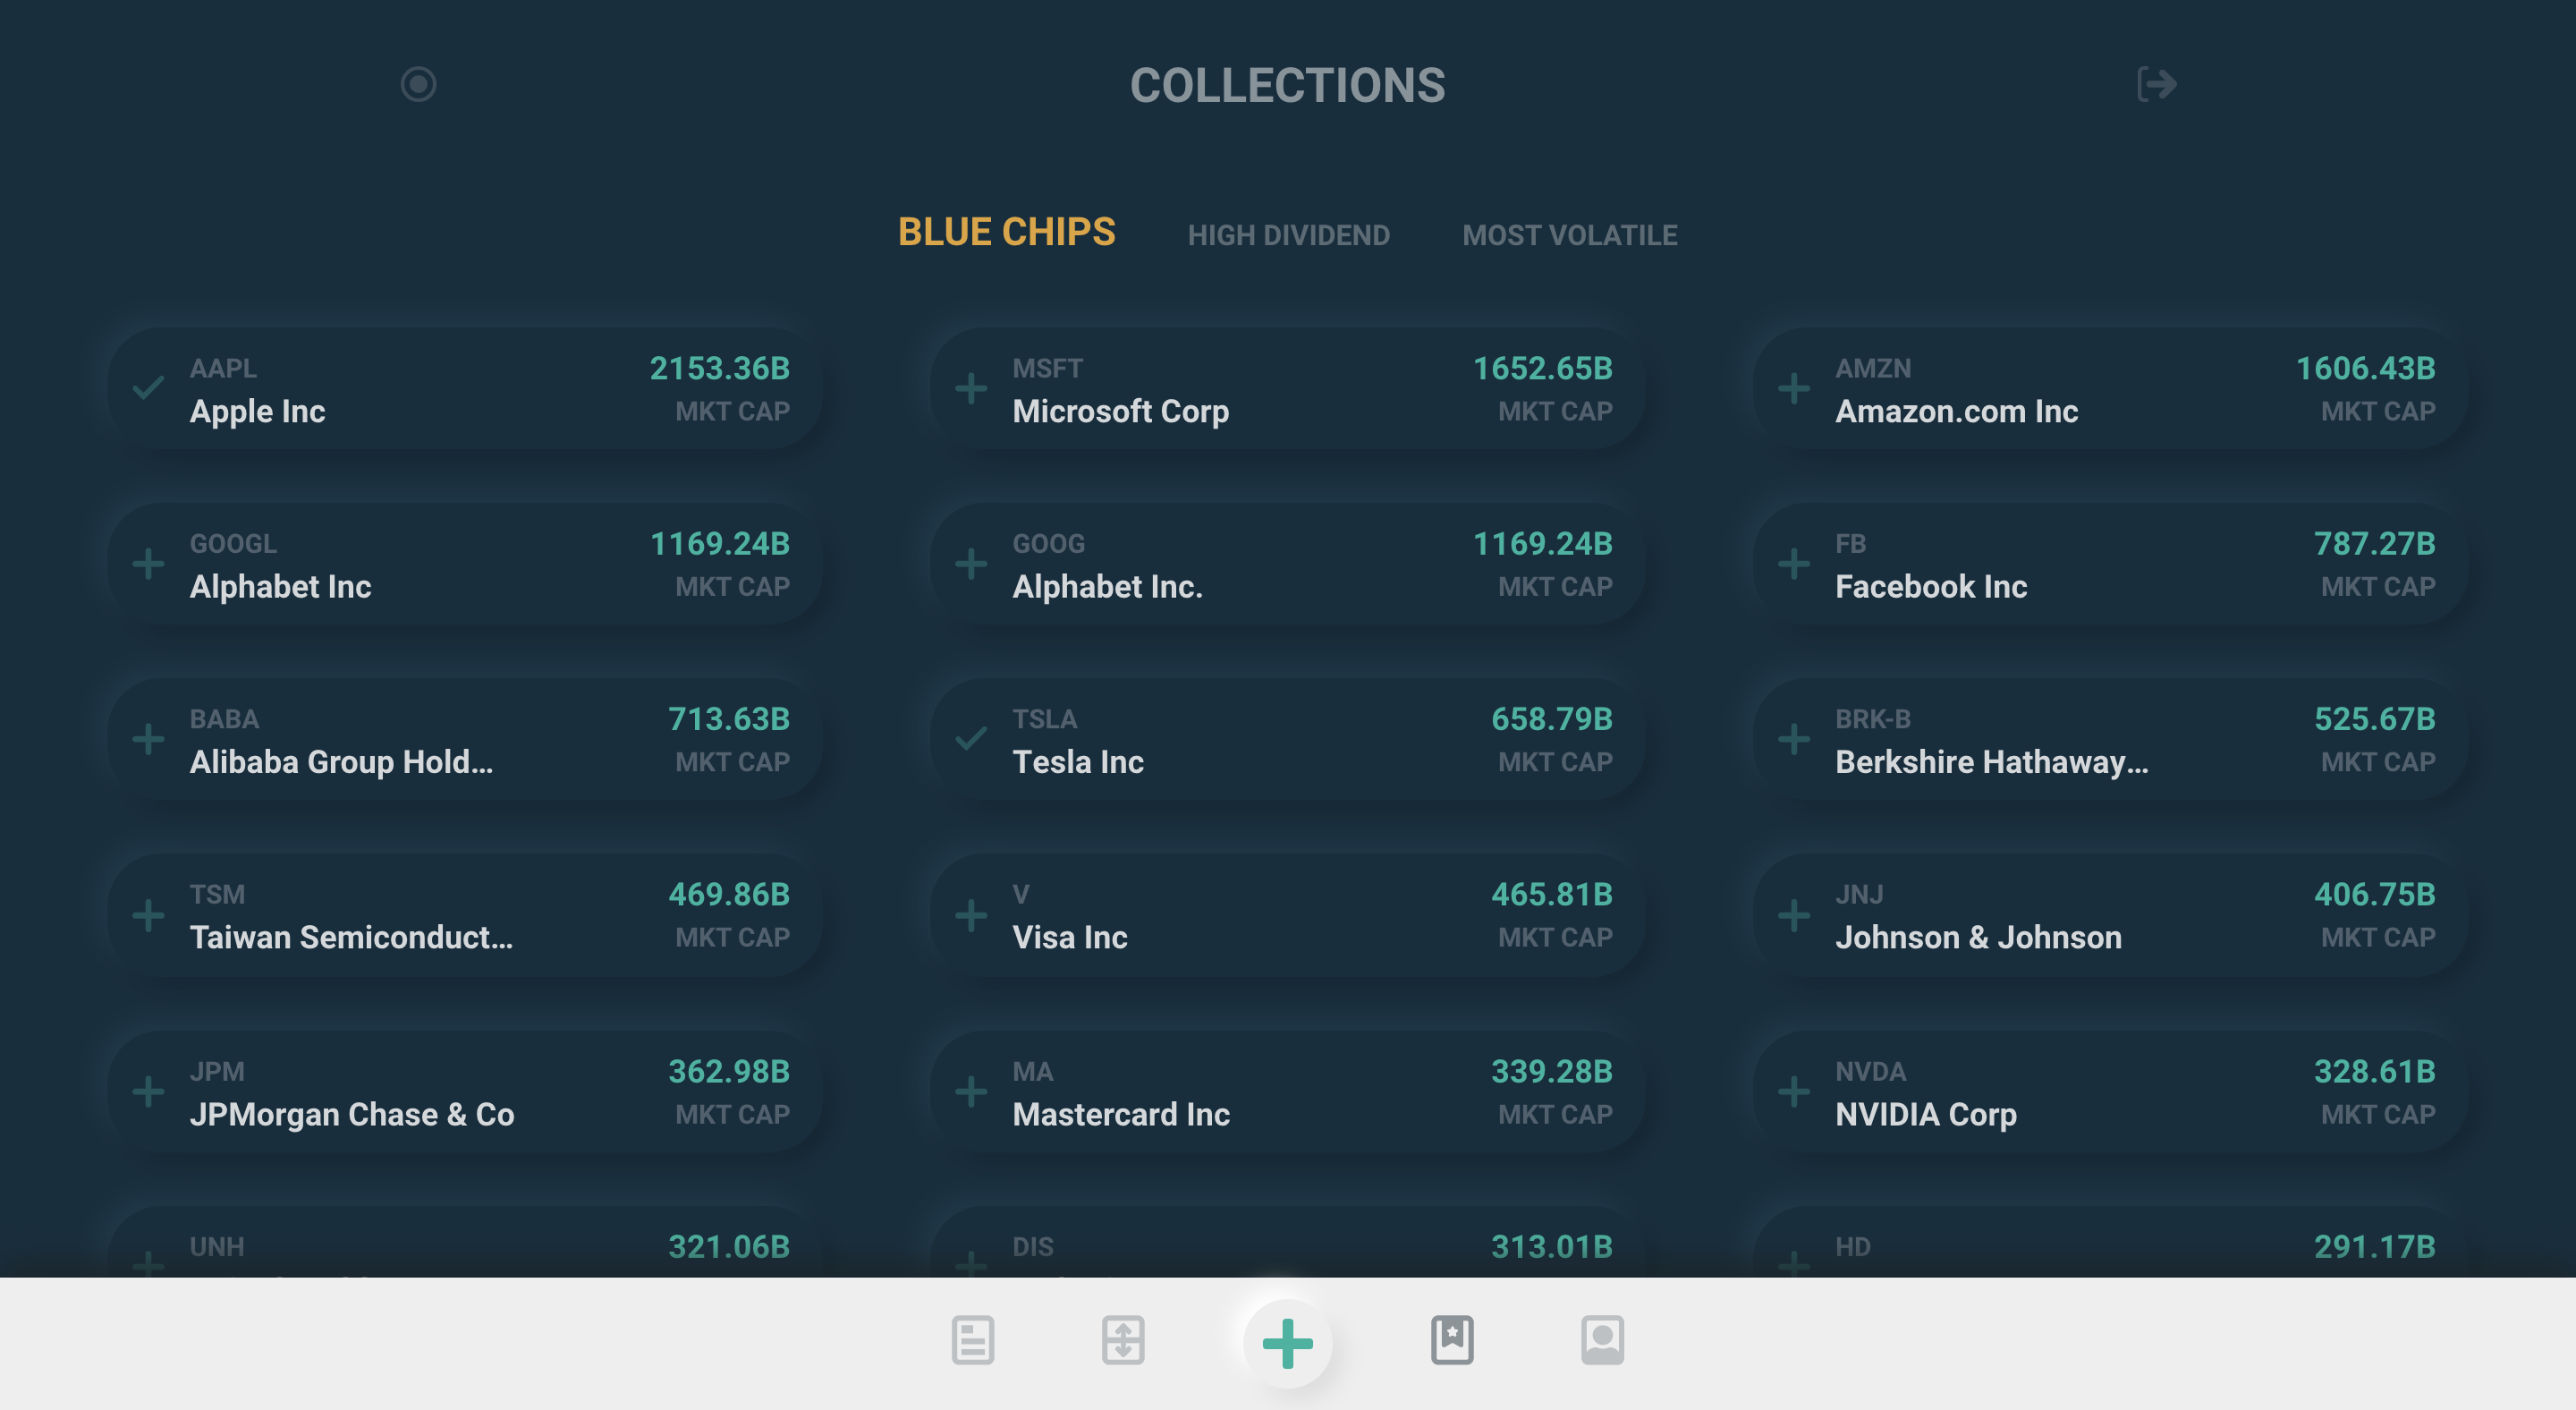 COLLECTIONS
BLUE CHIPS HIGH DIVIDEND MOST VOLATILE
AAPL 2153.36B
Apple Inc MKT CAP
MSFT 1652.65B
Microsoft Corp MKT CAP
AMZN 1606.43B
Amazon.com Inc MKT CAP
GOOGL 1169.24B
Alphabet Inc MKT CAP
GOOG 1169.24B
Alphabet Inc. MKT CAP
FB 787.27B
Facebook Inc MKT CAP
BABA 713.63B
Alibaba Group Hold... MKT CAP
TSLA 658.79B
Tesla Inc MKT CAP
BRK-B 525.67B
Berkshire Hathaway... MKT CAP
TSM 469.86B
Taiwan Semiconduct... MKT CAP
V 465.81B
Visa Inc MKT CAP
JNJ 406.75B
Johnson & Johnson MKT CAP
JPM 362.98B
JPMorgan Chase & Co MKT CAP
MA 339.28B
Mastercard Inc MKT CAP
NVDA 328.61B
NVIDIA Corp MKT CAP
UNH 321.06B
DIS 313.01B
HD 291.17B